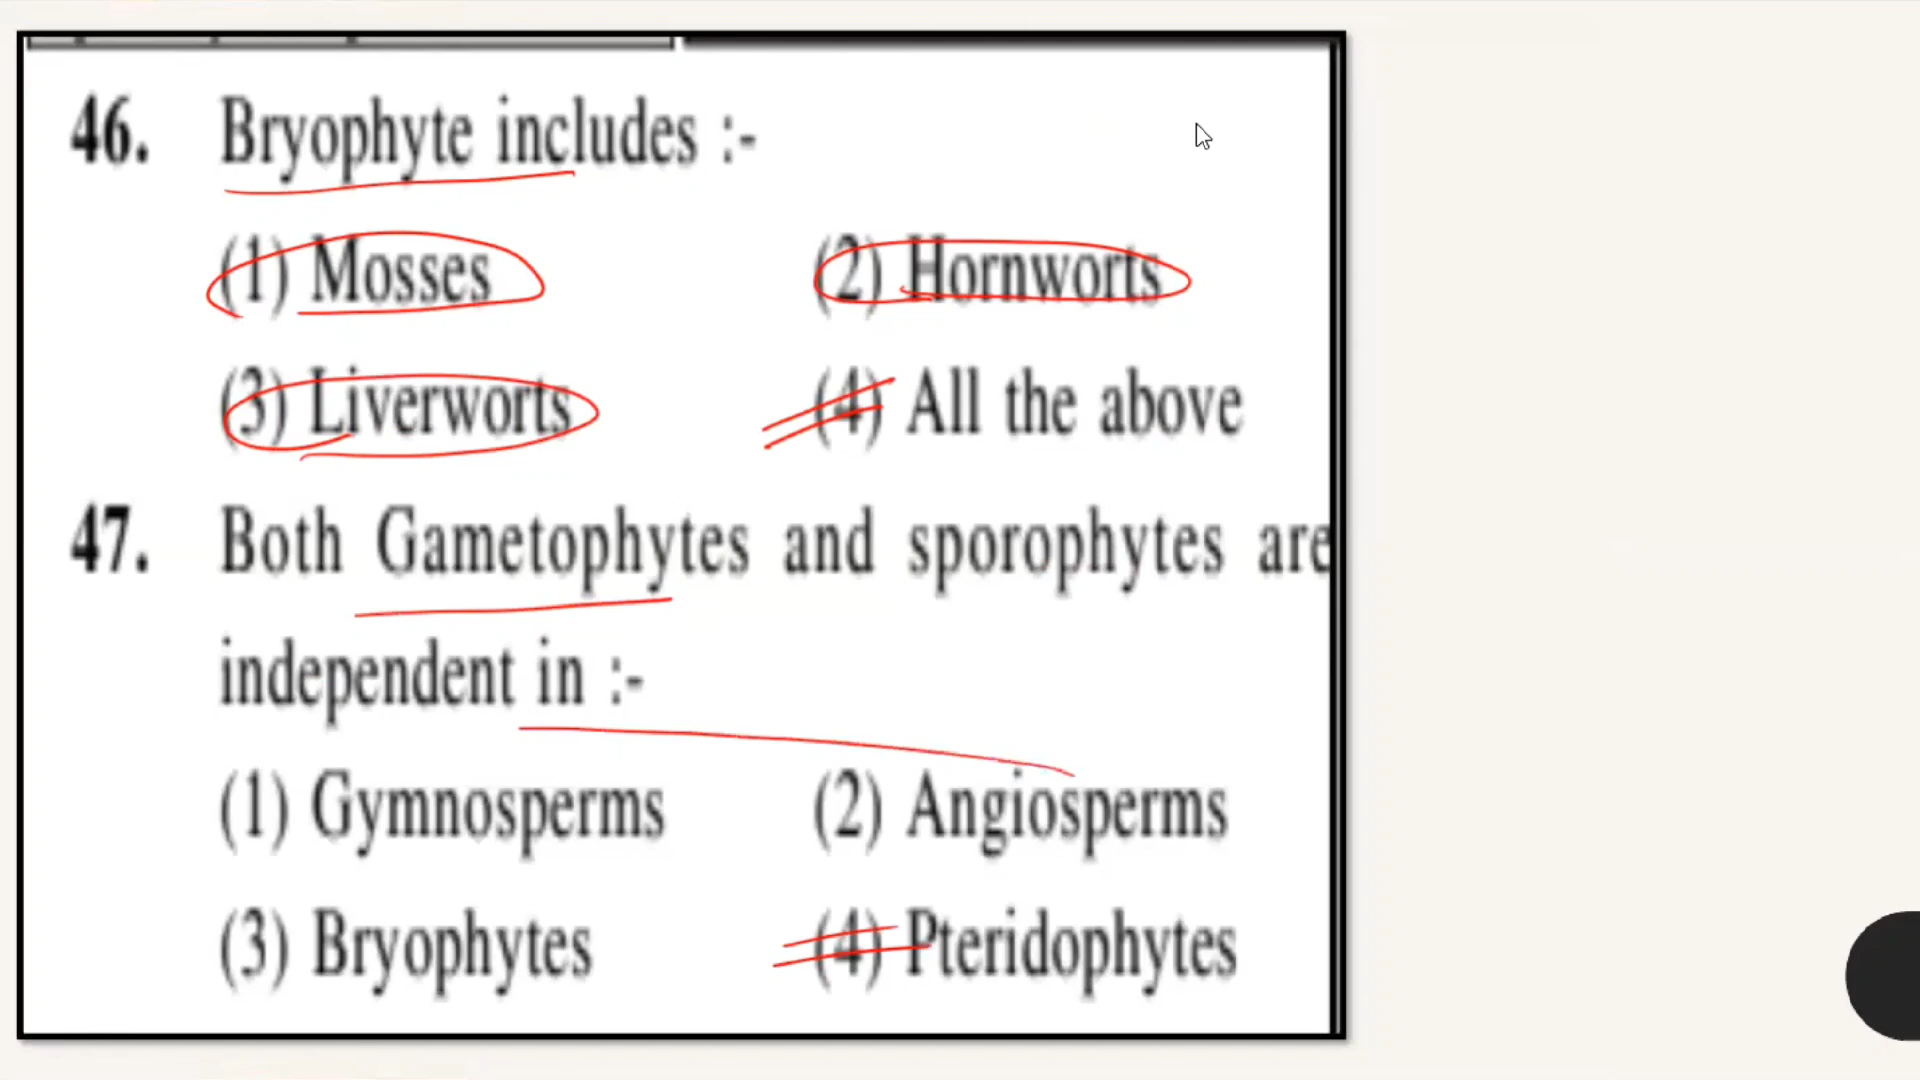 46. Bryophyte includes :-
(1) Mosses (2) Hornworts
(3) Liverworts (4) All the above
47. Both Gametophytes and sporophytes are
independent in :-
(1) Gymnosperms (2) Angiosperms
(3) Bryophytes (4) Pteridophytes